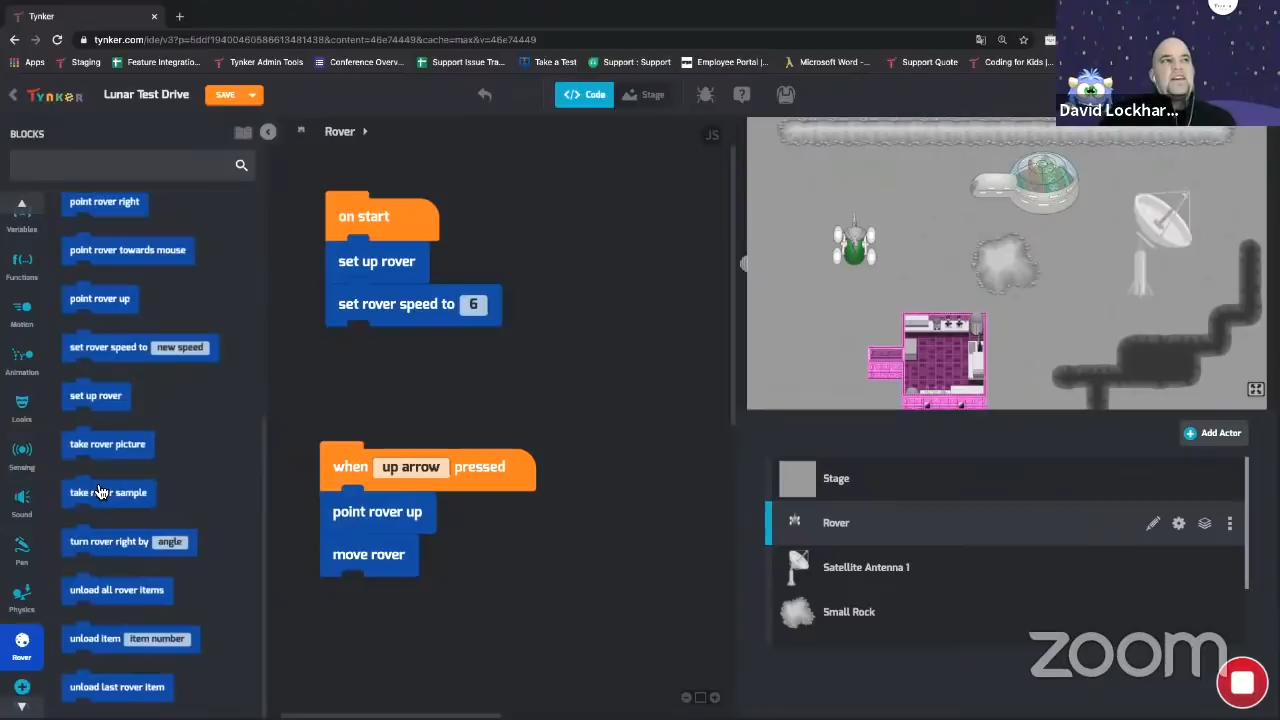 Tynker
tynker.com/ide/v3?p=5ddf19400460586613481438&content=46e74449&cache=max&v=46e74449
Apps
Staging
Feature Integratio...
Tynker Admin Tools
Conference Overv...
Support Issue Tra...
Take a Test
Support : Support
Employee Portal |...
Microsoft Word -...
Support Quote
Coding for Kids |...
TYNKER
Lunar Test Drive
SAVE
</> Code
Stage
David Lockhar...
BLOCKS
Rover
JS
Variables
Functions
Motion
Animation
Looks
Sensing
Sound
Pen
Physics
Rover
point rover right
point rover towards mouse
point rover up
set rover speed to new speed
set up rover
take rover picture
take rover sample
turn rover right by angle
unload all rover items
unload item item number
unload last rover item
on start
set up rover
set rover speed to 6
when up arrow pressed
point rover up
move rover
Add Actor
Stage
Rover
Satellite Antenna 1
Small Rock
zoom